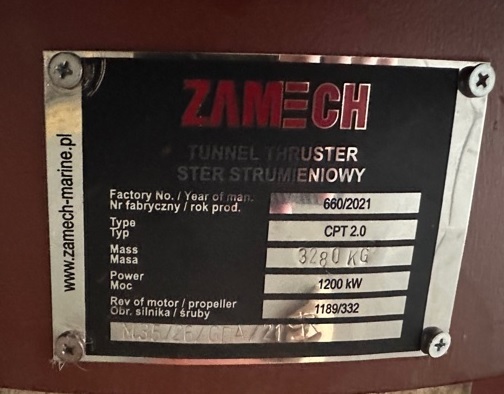 ZAMECH
TUNNEL THRUSTER
STER STRUMIENIOWY
www.zamech-marine.pl
Factory No. / Year of man.
Nr fabryczny / rok prod.
660/2021
Type
Typ
CPT 2.0
Mass
Masa
3280 KG
Power
Moc
1200 kW
Rev of motor / propeller
Obr. silnika / śruby
1189/332